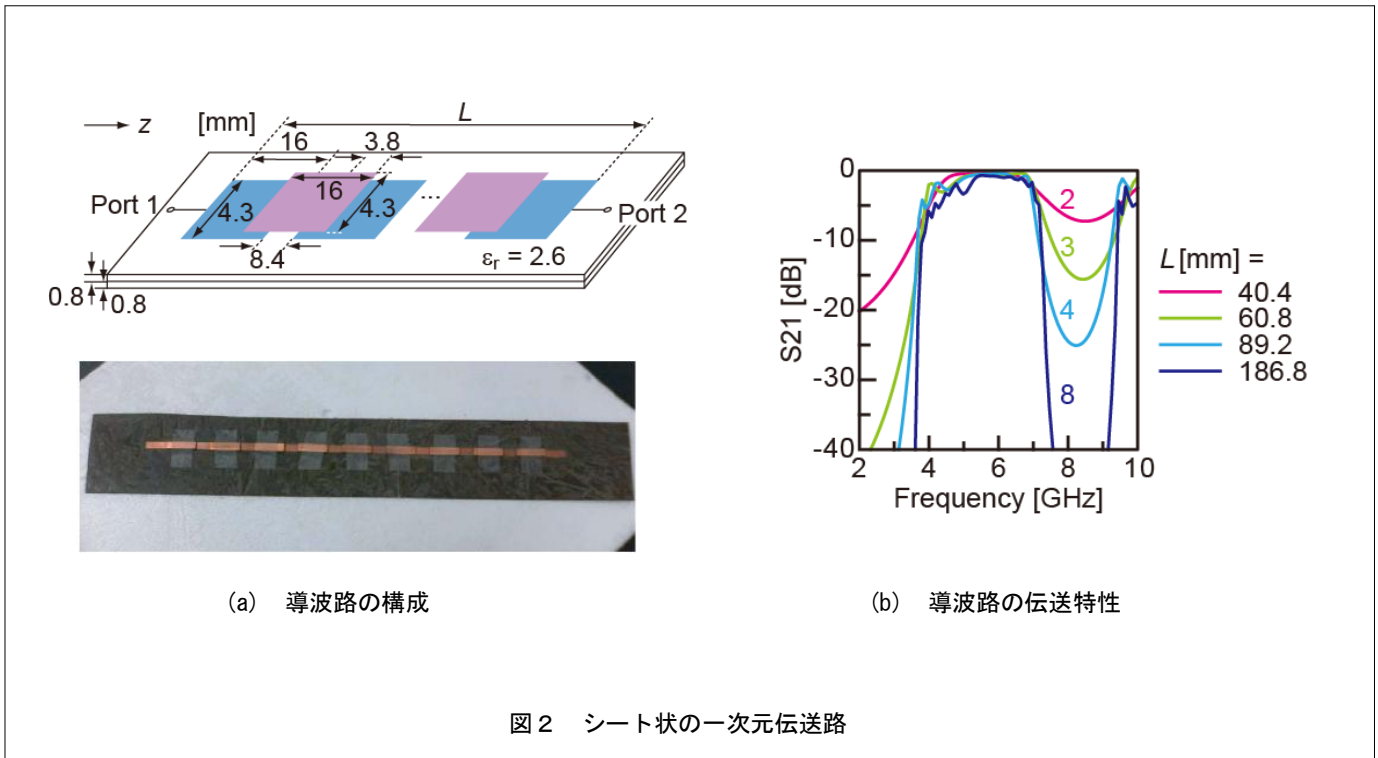 z
[mm]
L
16
3.8
16
Port 1
4.3
4.3
...
Port 2
8.4
εr = 2.6
0.8
0.8
(a) 導波路の構成
0
-10
-20
-30
-40
S21 [dB]
2
3
4
8
2 4 6 8 10
Frequency [GHz]
L [mm] =
40.4
60.8
89.2
186.8
(b) 導波路の伝送特性
図2 シート状の一次元伝送路